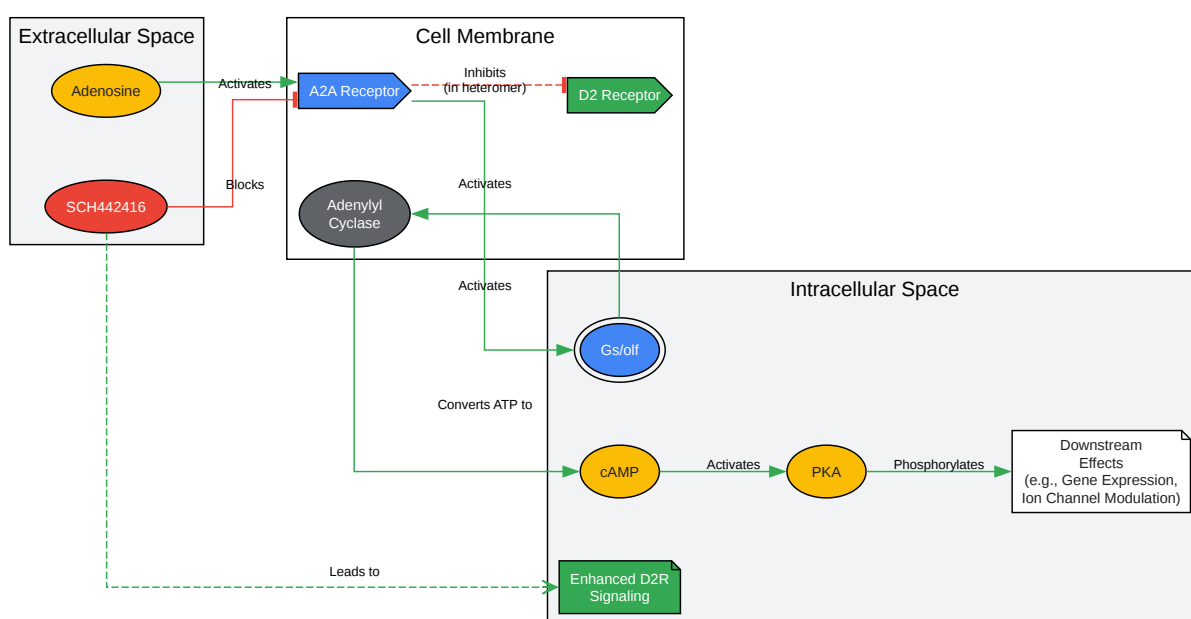 Extracellular Space
Cell Membrane
Adenosine
Activates
A2A Receptor
Inhibits
(in heteromer)
D2 Receptor
SCH442416
Blocks
Activates
Adenylyl
Cyclase
Activates
Intracellular Space
Gs/olf
Converts ATP to
cAMP
Activates
PKA
Phosphorylates
Downstream
Effects
(e.g., Gene Expression,
Ion Channel Modulation)
Leads to
Enhanced D2R
Signaling